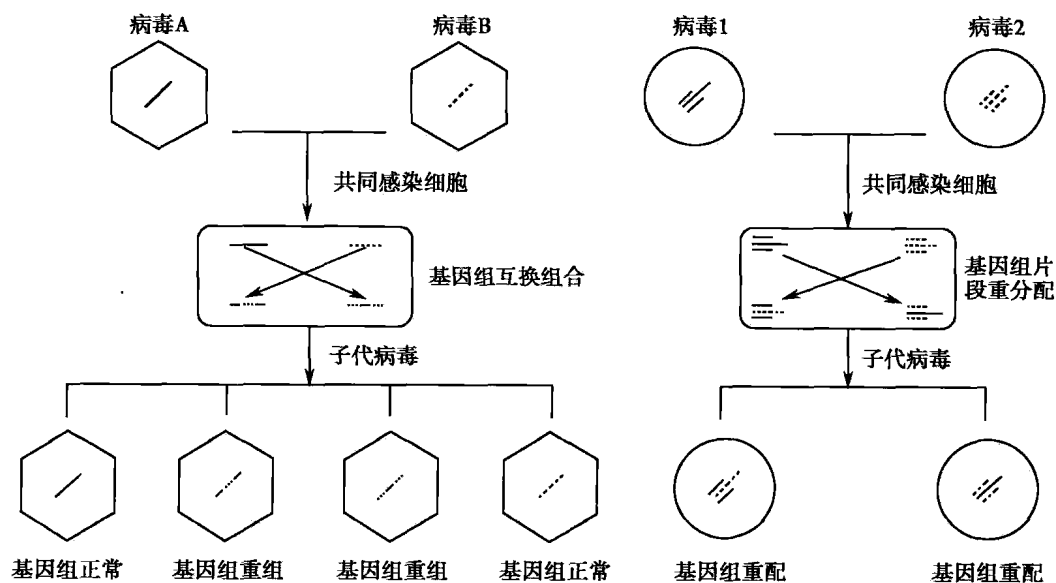 病毒A
病毒B
病毒1
病毒2
共同感染细胞
共同感染细胞
基因组互换组合
基因组片
段重分配
子代病毒
子代病毒
基因组正常
基因组重组
基因组重组
基因组正常
基因组重配
基因组重配